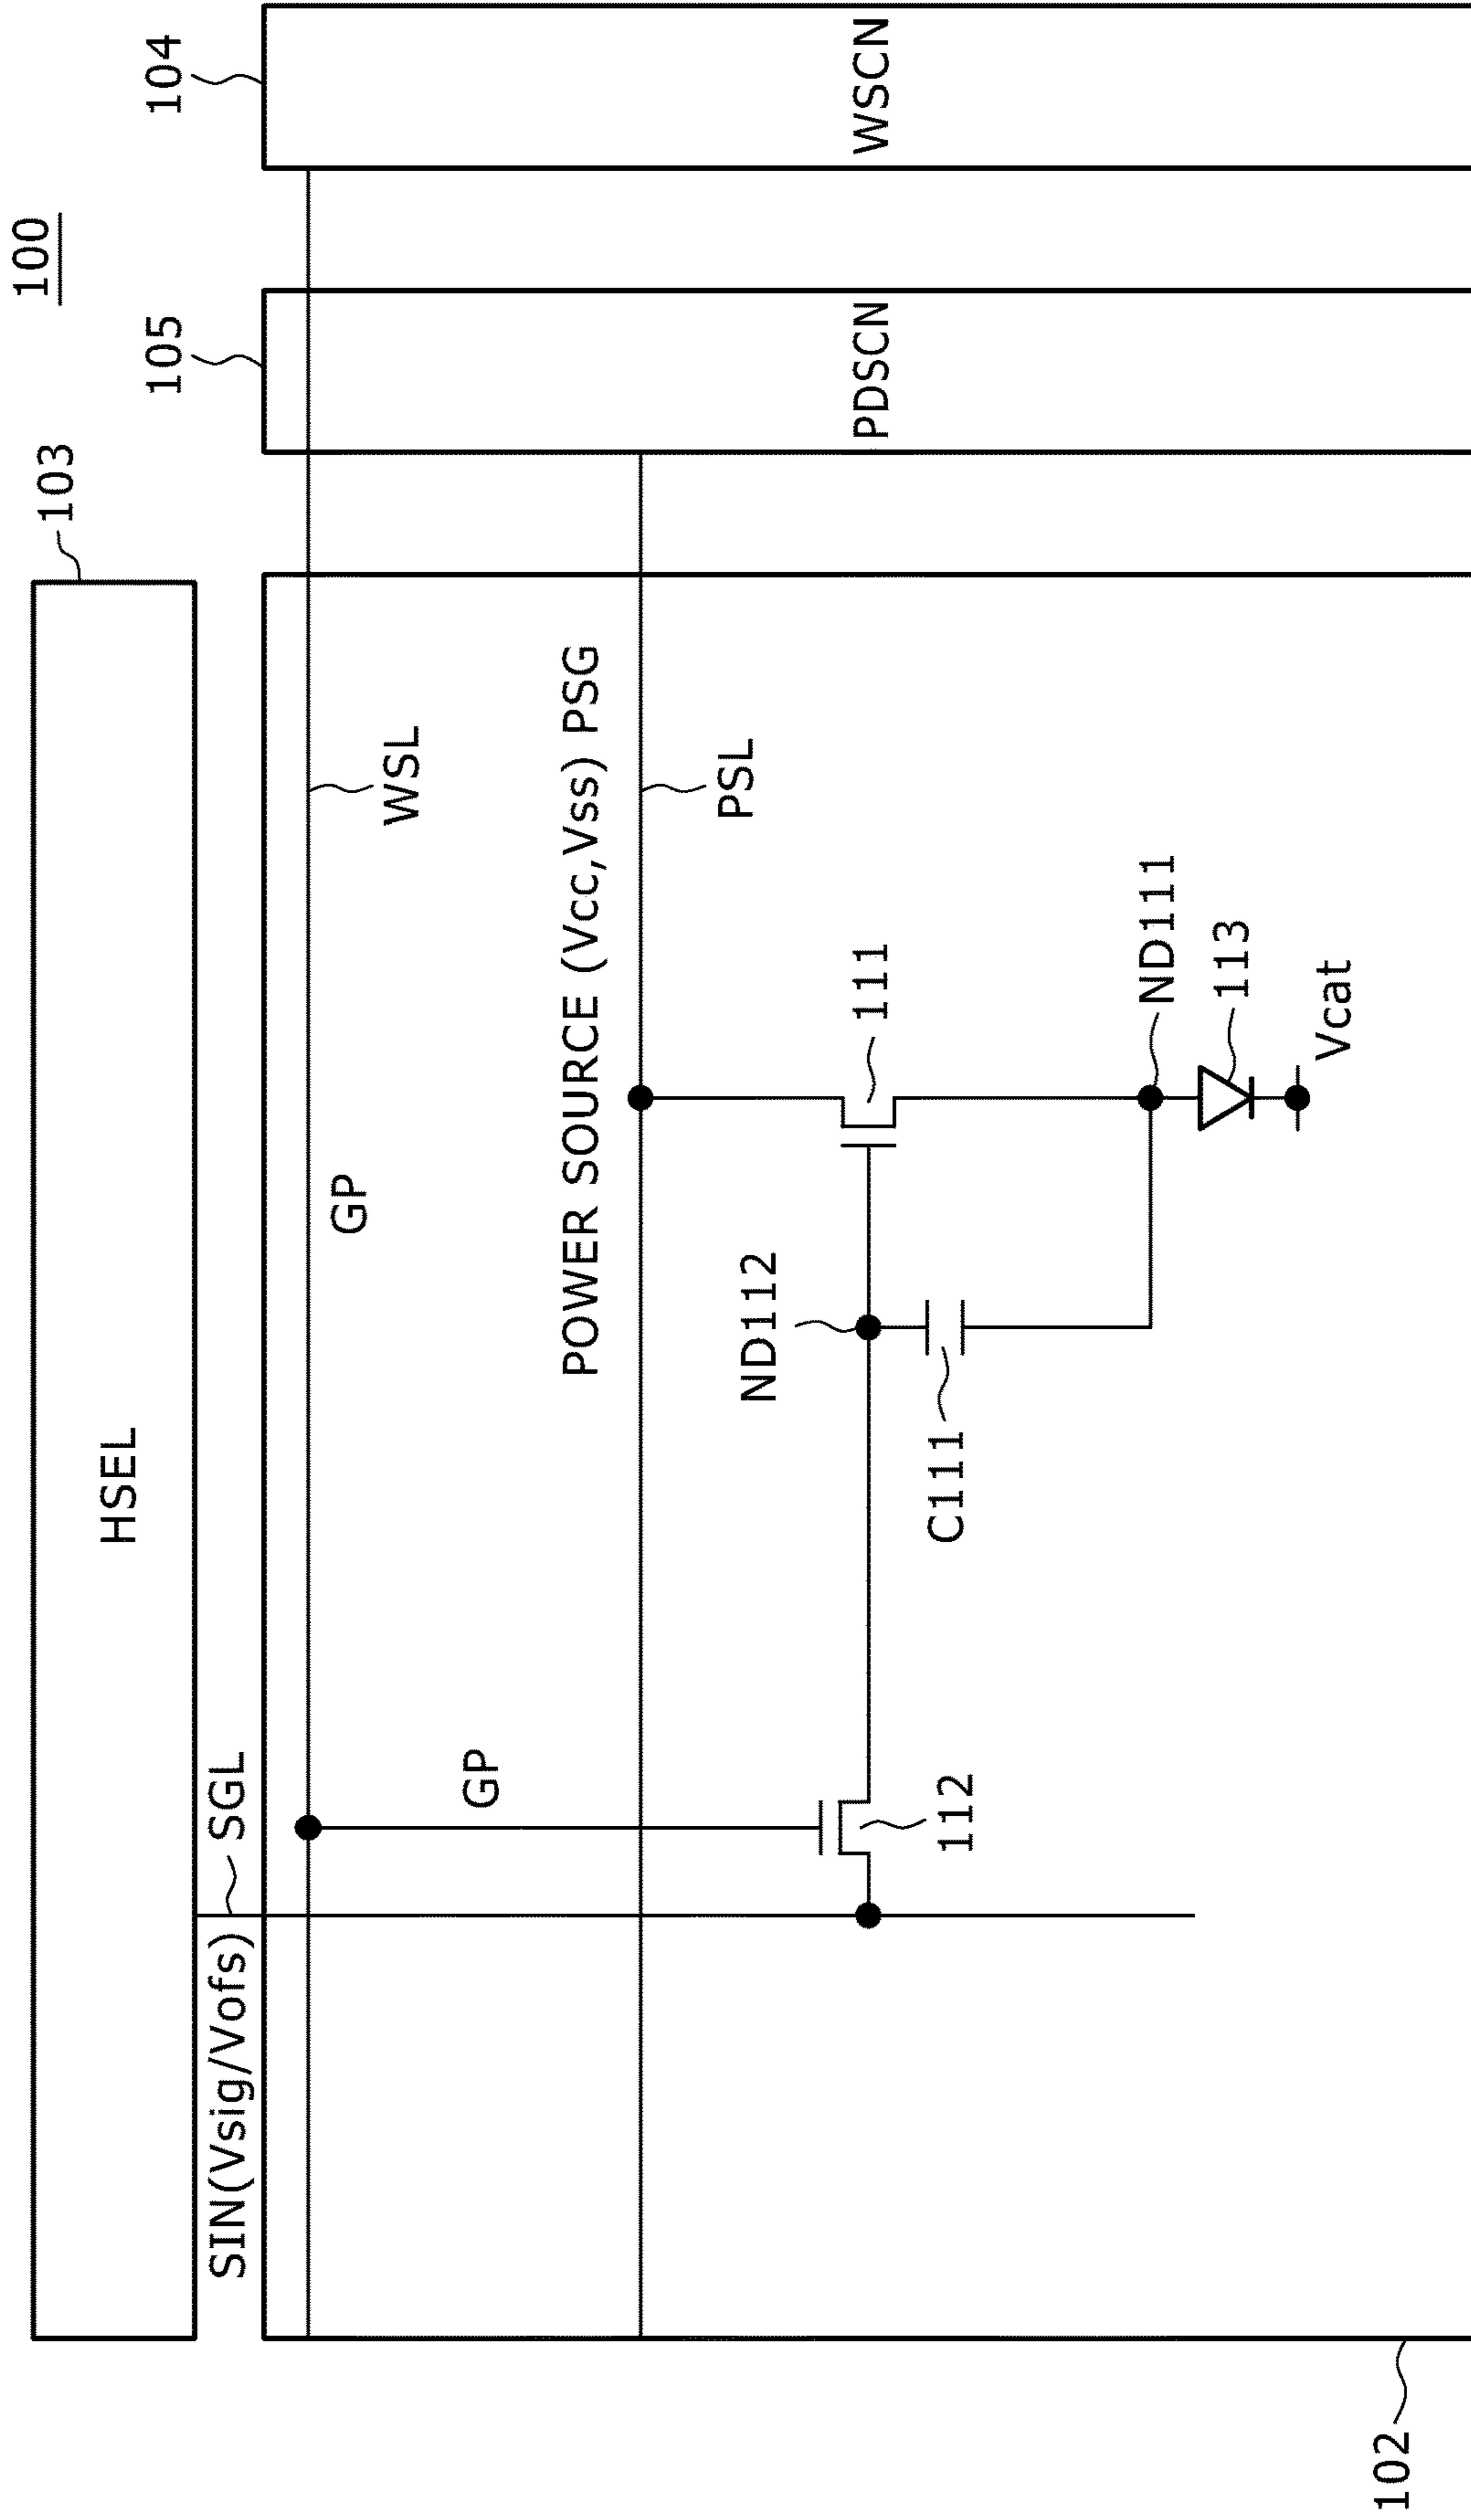 100
103
105
104
HSEL
SIN(Vsig/Vofs)
SGL
PDSCN
WSCN
GP
WSL
GP
POWER SOURCE (Vcc,Vss) PSG
PSL
ND112
111
112
C111
ND111
113
Vcat
102